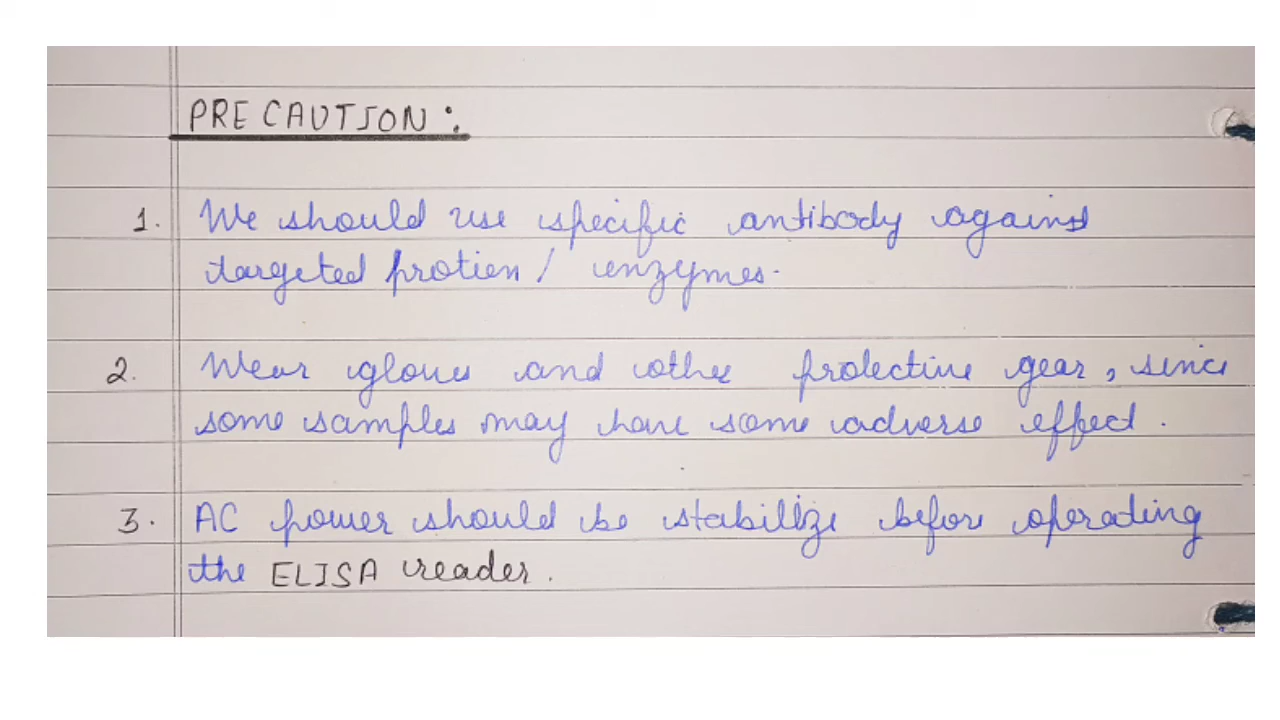 PRECAUTION :
1. We should use specific antibody against
targeted protien / enzymes.
2. Wear gloves and other protective gear, since
some samples may have some adverse effect.
3. AC power should be stabilize before operating
the ELISA reader.